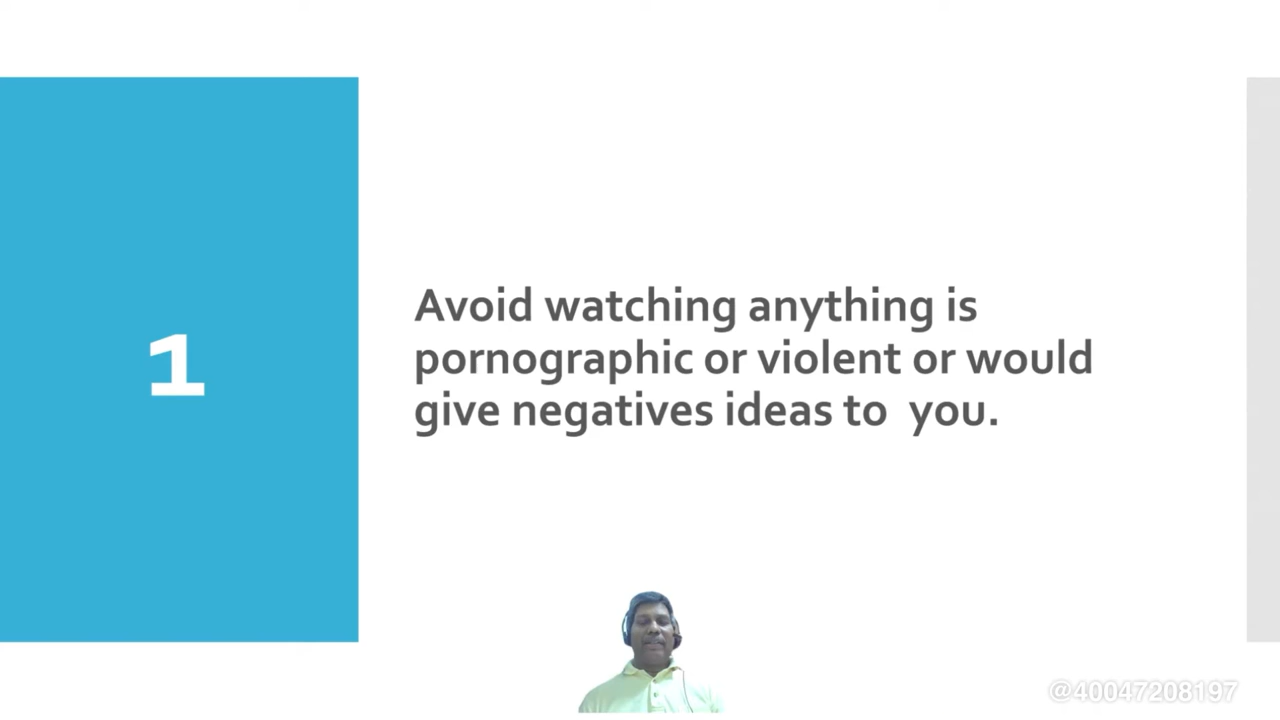 1
Avoid watching anything is
pornographic or violent or would
give negatives ideas to  you.
@40047208197